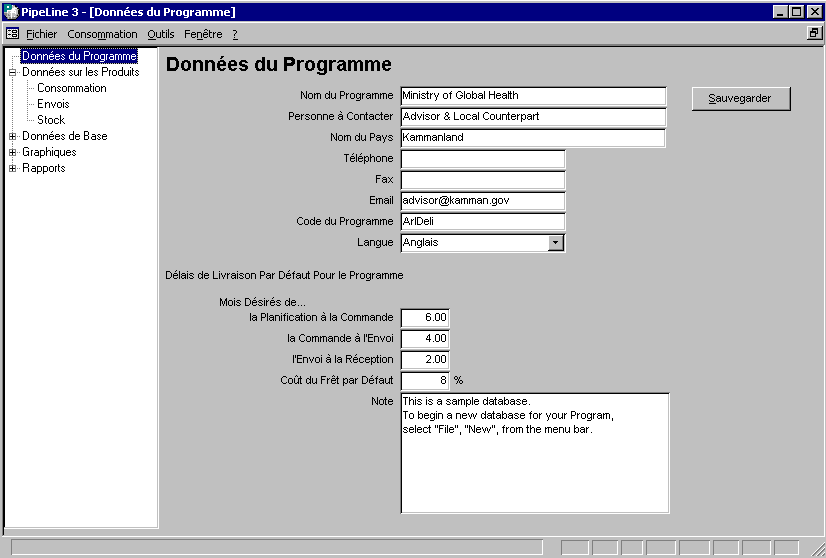 PipeLine 3 - [Données du Programme]
Fichier Consommation Outils Fenêtre ?
Données du Programme
Données sur les Produits
Consommation
Envois
Stock
Données de Base
Graphiques
Rapports
Données du Programme
Nom du Programme Ministry of Global Health
Sauvegarder
Personne à Contacter Advisor & Local Counterpart
Nom du Pays Kammanland
Téléphone
Fax
Email advisor@kamman.gov
Code du Programme ArlDeli
Langue Anglais
Délais de Livraison Par Défaut Pour le Programme
Mois Désirés de...
la Planification à la Commande 6.00
la Commande à l'Envoi 4.00
l'Envoi à la Réception 2.00
Coût du Frêt par Défaut 8 %
Note This is a sample database.
To begin a new database for your Program,
select "File", "New", from the menu bar.